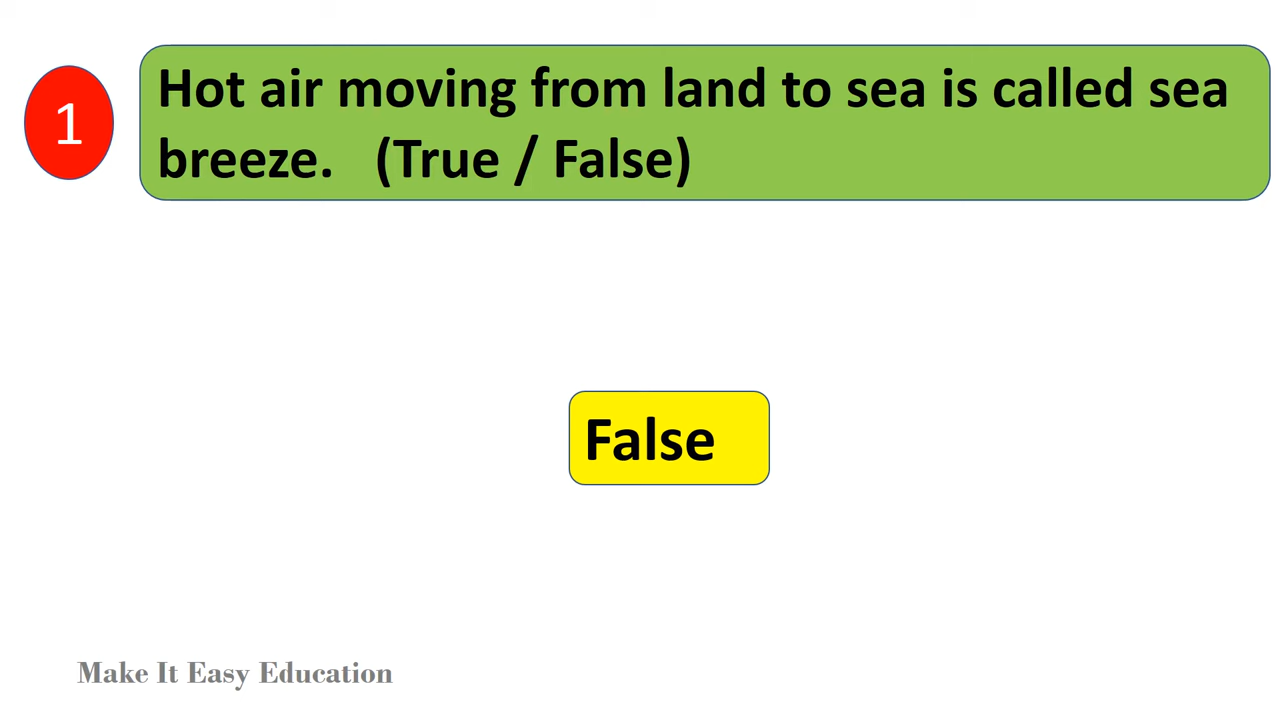 1
Hot air moving from land to sea is called sea
breeze. (True / False)
False
Make It Easy Education